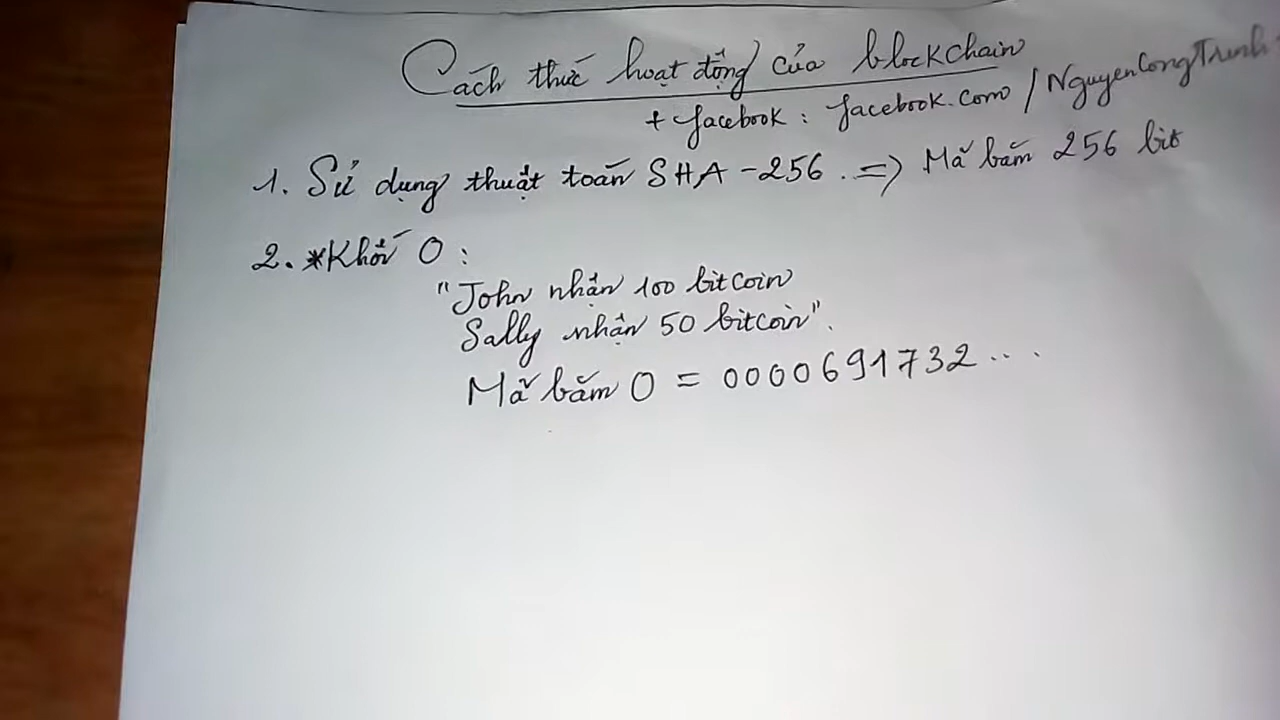 Cách thức hoạt động của blockchain
+ facebook: facebook.com/NguyenCongTrinh
1. Sử dụng thuật toán SHA-256. => Mã băm 256 bit
2. *Khối 0:
"John nhận 100 bitcoin
Sally nhận 50 bitcoin".
Mã băm 0 = 0000691732....